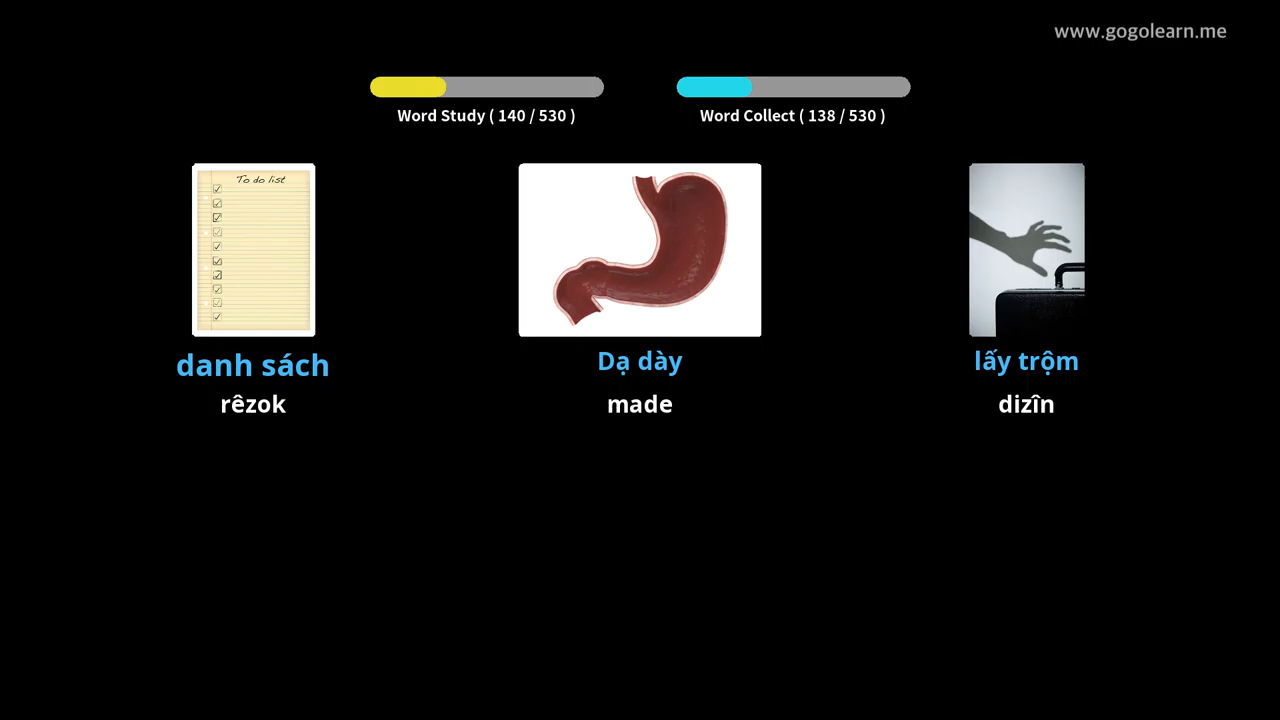 www.gogolearn.me
Word Study ( 140 / 530 )
Word Collect ( 138 / 530 )
To do list
danh sách
Dạ dày
lấy trộm
rêzok
made
dizîn